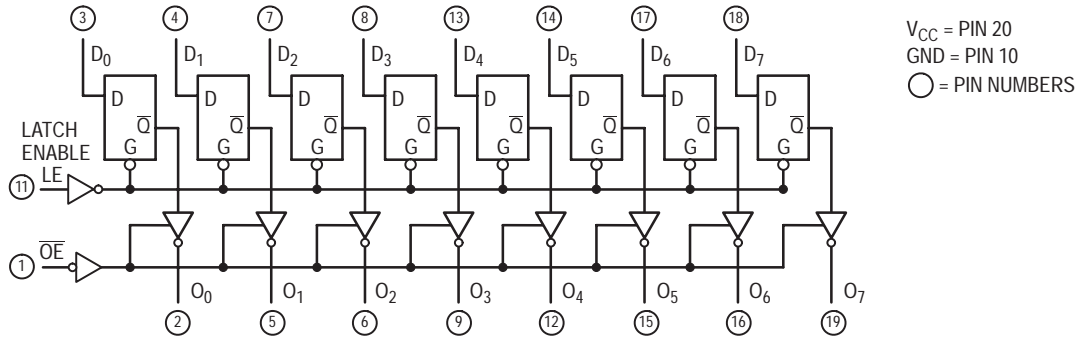 3 4 7 8 13 14 17 18
V_CC = PIN 20
GND = PIN 10
= PIN NUMBERS
D₀ D₁ D₂ D₃ D₄ D₅ D₆ D₇
D D D D D D D D
Q̅ Q̅ Q̅ Q̅ Q̅ Q̅ Q̅ Q̅
G G G G G G G G
LATCH
ENABLE
LE
11
O̅E̅
1
O₀ O₁ O₂ O₃ O₄ O₅ O₆ O₇
2 5 6 9 12 15 16 19